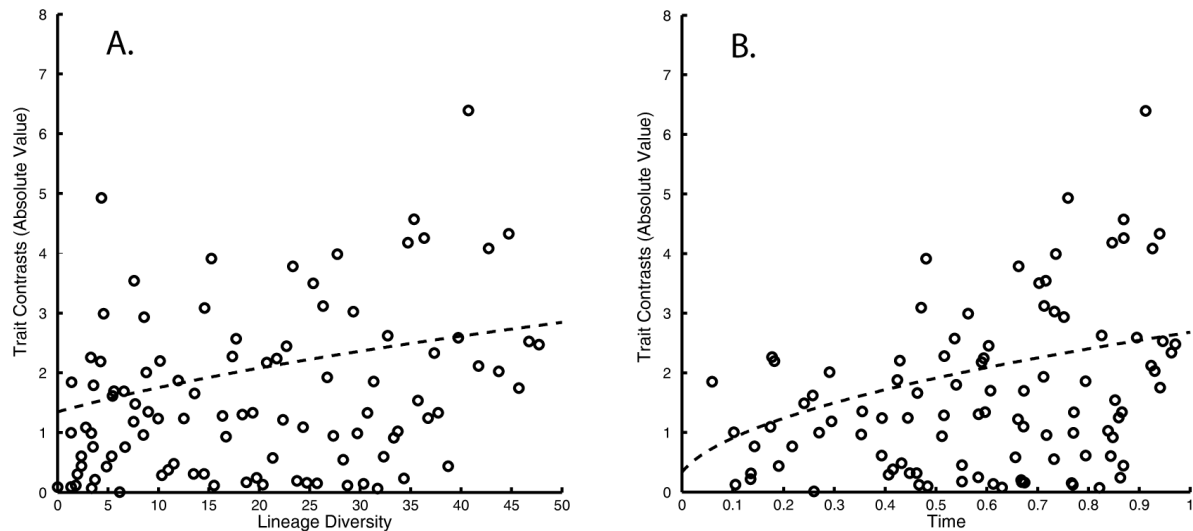 A.
Trait Contrasts (Absolute Value)
8
7
6
5
4
3
2
1
0
0 5 10 15 20 25 30 35 40 45 50
Lineage Diversity
B.
Trait Contrasts (Absolute Value)
8
7
6
5
4
3
2
1
0
0 0.1 0.2 0.3 0.4 0.5 0.6 0.7 0.8 0.9 1
Time